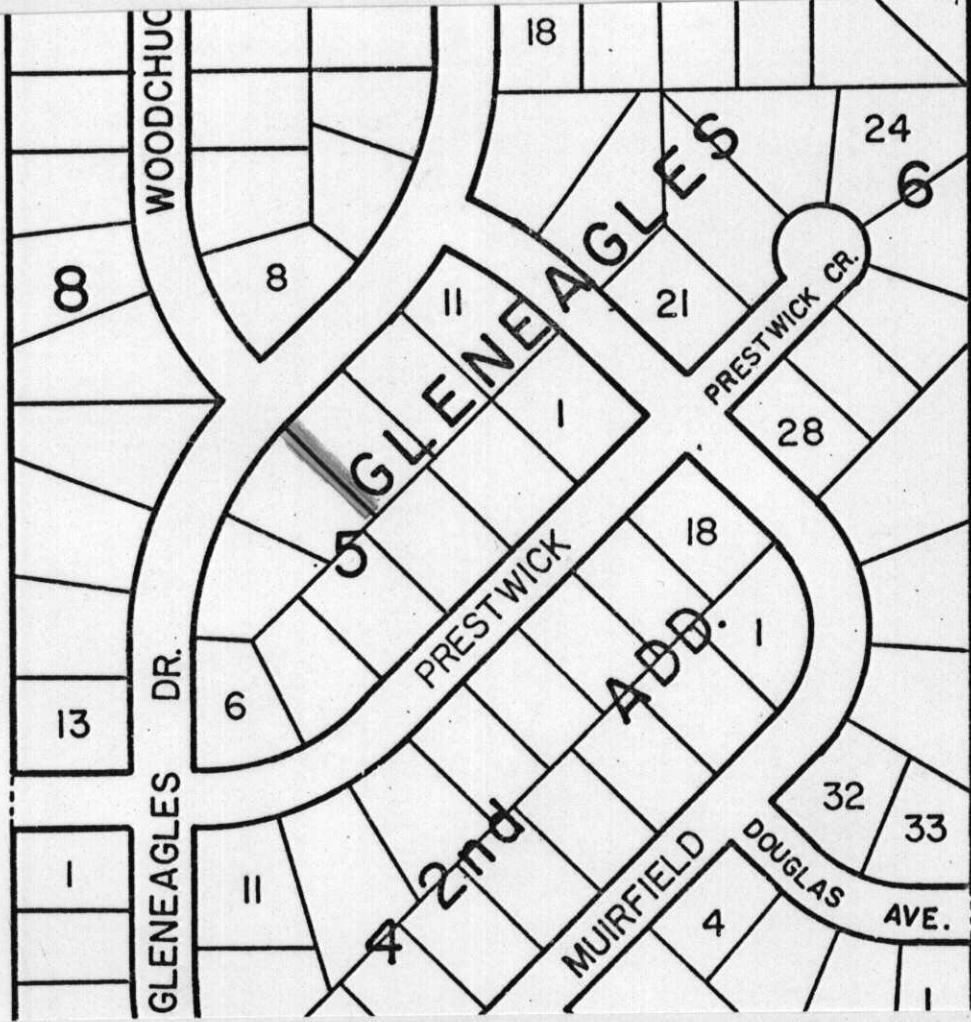 18
WOODCHUC
24
6
GLENEAGLES
8
8
11
21
PRESTWICK CR.
1
28
5
PRESTWICK
18
ADD.
1
GLENEAGLES DR.
6
13
32
33
2nd
DOUGLAS AVE.
1
11
MUIRFIELD
4
4
1